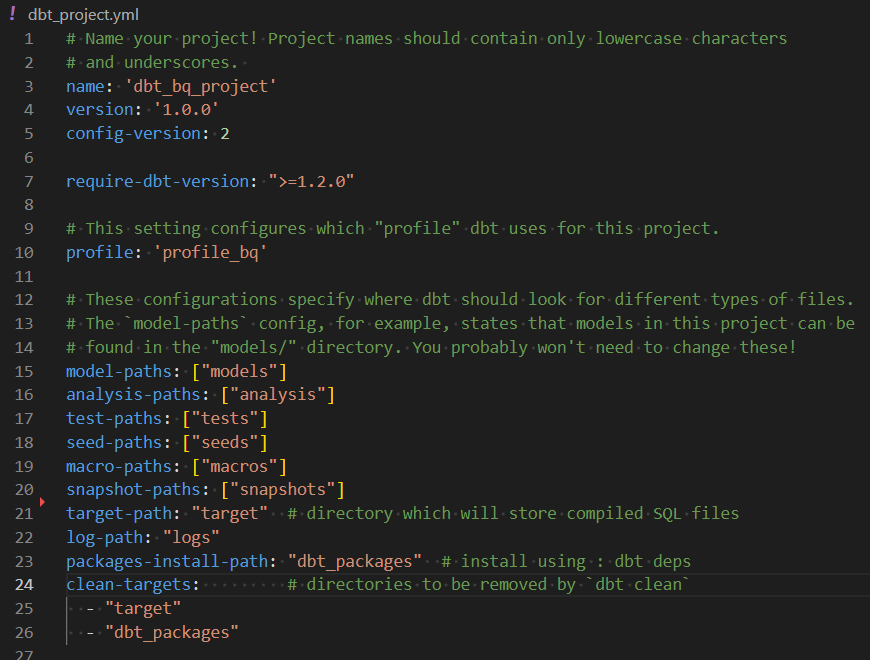 ! dbt_project.yml
1 # Name your project! Project names should contain only lowercase characters
2 # and underscores.
3 name: 'dbt_bq_project'
4 version: '1.0.0'
5 config-version: 2
6
7 require-dbt-version: ">=1.2.0"
8
9 # This setting configures which "profile" dbt uses for this project.
10 profile: 'profile_bq'
11
12 # These configurations specify where dbt should look for different types of files.
13 # The `model-paths` config, for example, states that models in this project can be
14 # found in the "models/" directory. You probably won't need to change these!
15 model-paths: ["models"]
16 analysis-paths: ["analysis"]
17 test-paths: ["tests"]
18 seed-paths: ["seeds"]
19 macro-paths: ["macros"]
20 snapshot-paths: ["snapshots"]
21 target-path: "target"  # directory which will store compiled SQL files
22 log-path: "logs"
23 packages-install-path: "dbt_packages"  # install using : dbt deps
24 clean-targets:         # directories to be removed by `dbt clean`
25   - "target"
26   - "dbt_packages"
27